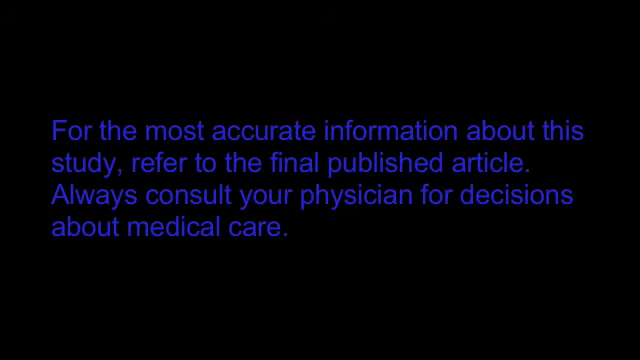 For the most accurate information about this
study, refer to the final published article.
Always consult your physician for decisions
about medical care.